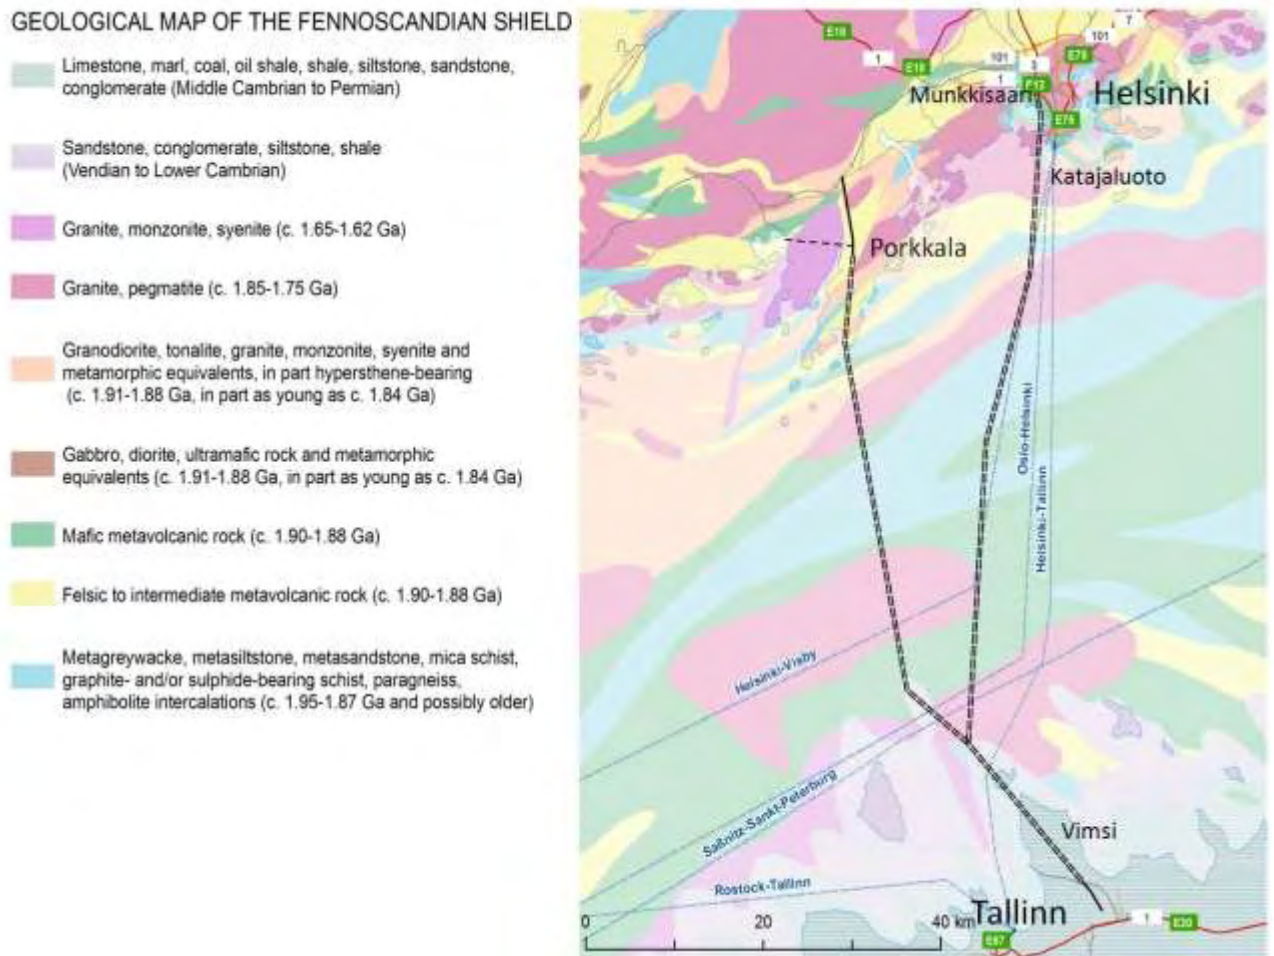 GEOLOGICAL MAP OF THE FENNOSCANDIAN SHIELD
Limestone, marl, coal, oil shale, shale, siltstone, sandstone,
conglomerate (Middle Cambrian to Permian)
Sandstone, conglomerate, siltstone, shale
(Vendian to Lower Cambrian)
Granite, monzonite, syenite (c. 1.65-1.62 Ga)
Granite, pegmatite (c. 1.85-1.75 Ga)
Granodiorite, tonalite, granite, monzonite, syenite and
metamorphic equivalents, in part hypersthene-bearing
(c. 1.91-1.88 Ga, in part as young as c. 1.84 Ga)
Gabbro, diorite, ultramafic rock and metamorphic
equivalents (c. 1.91-1.88 Ga, in part as young as c. 1.84 Ga)
Mafic metavolcanic rock (c. 1.90-1.88 Ga)
Felsic to intermediate metavolcanic rock (c. 1.90-1.88 Ga)
Metagreywacke, metasiltstone, metasandstone, mica schist,
graphite- and/or sulphide-bearing schist, paragneiss,
amphibolite intercalations (c. 1.95-1.87 Ga and possibly older)
7
E18
101
1
101
3
E75
E18
1
E12
Munkkisaari
Helsinki
E75
Katajaluoto
Porkkala
Oslo-Helsinki
Helsinki-Tallinn
Helsinki-Visby
Saßnitz-Sankt-Peterburg
Vimsi
Rostock-Tallinn
Tallinn
0
20
40 km
1
E20
E67